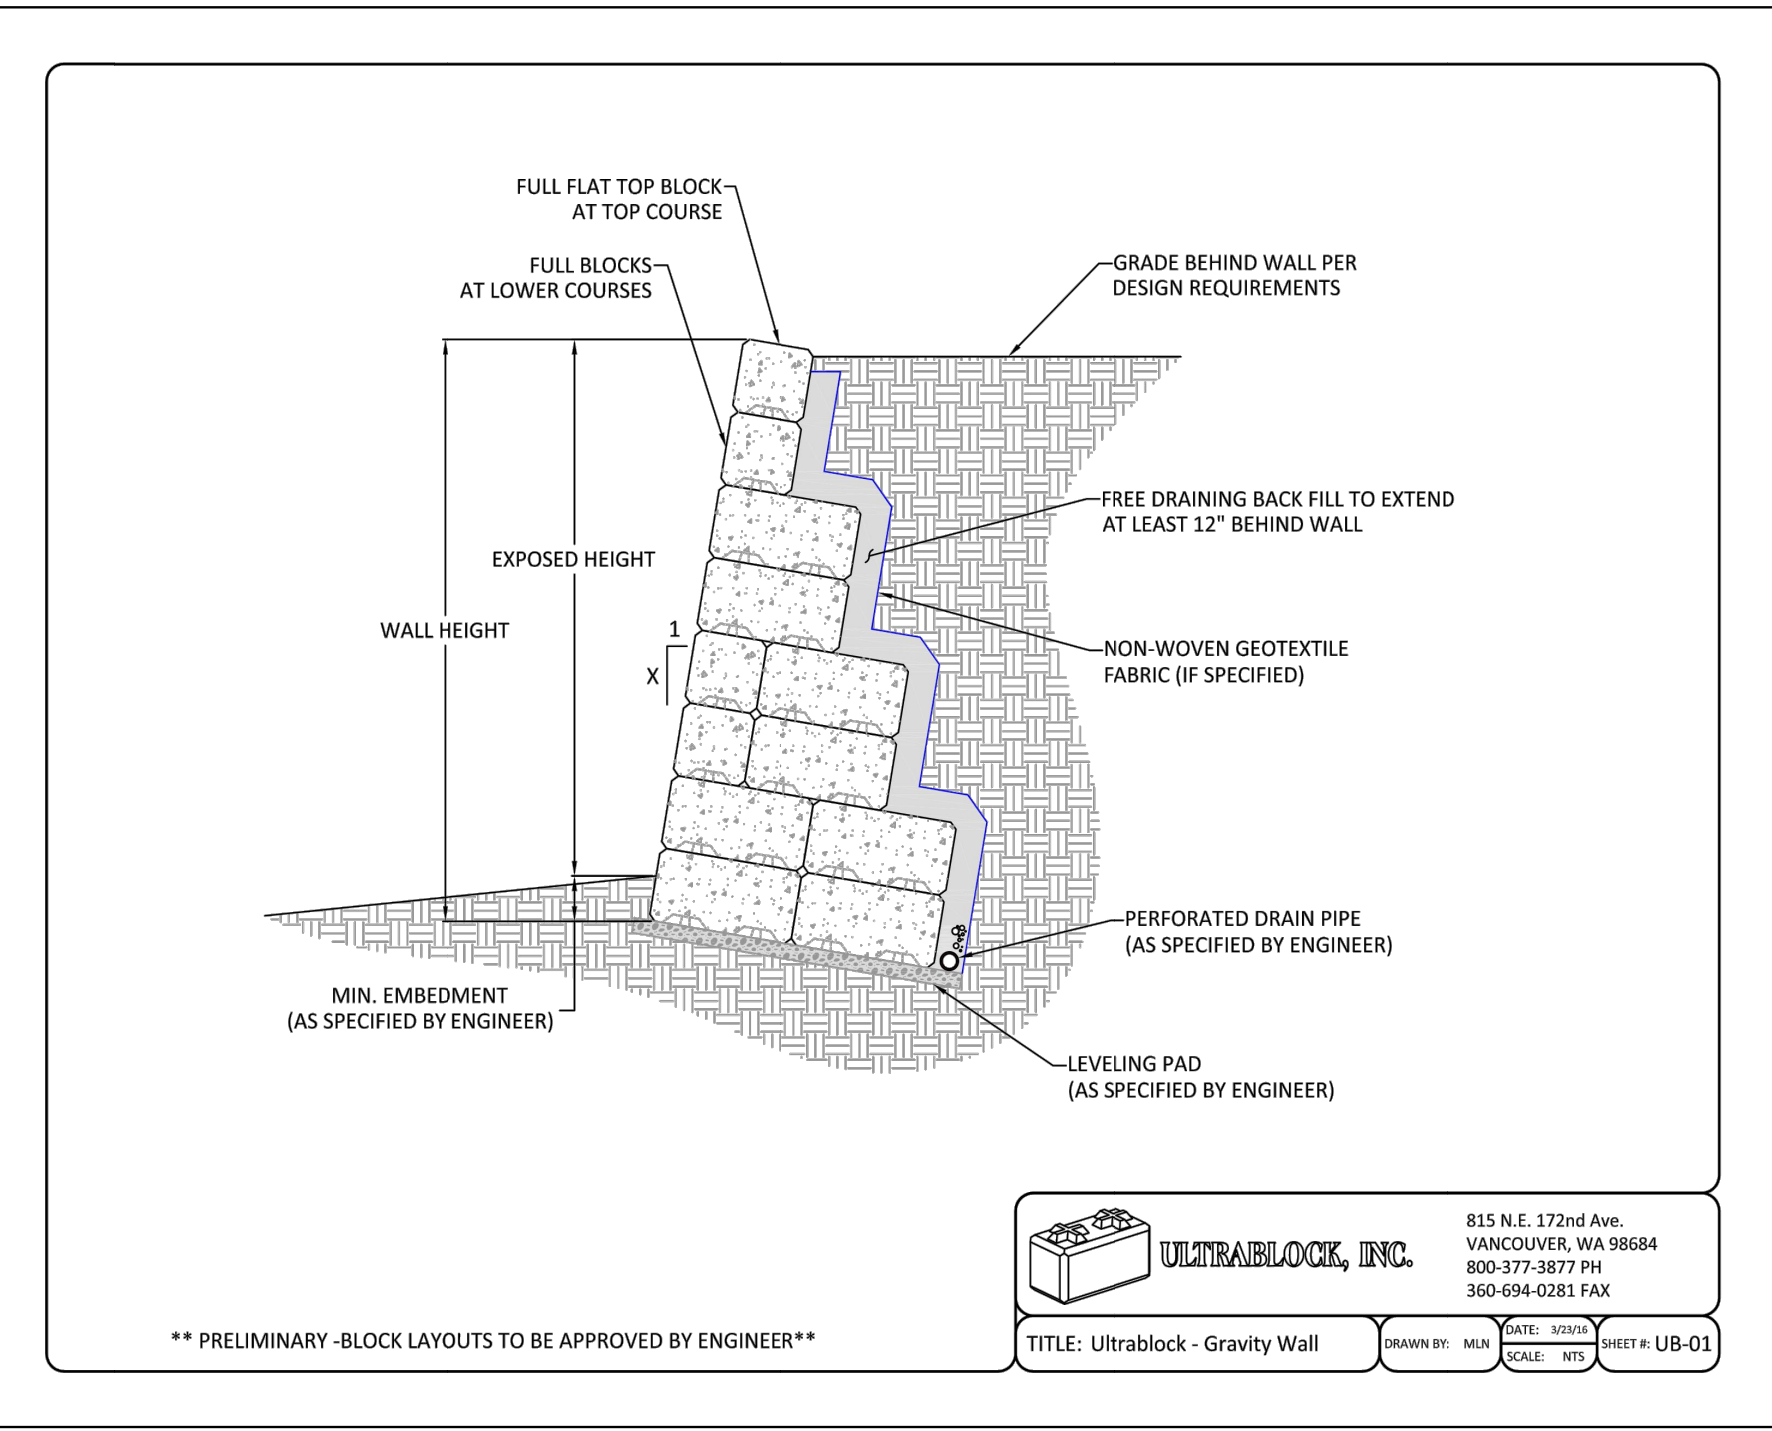 FULL FLAT TOP BLOCK
AT TOP COURSE
FULL BLOCKS
AT LOWER COURSES
GRADE BEHIND WALL PER
DESIGN REQUIREMENTS
FREE DRAINING BACK FILL TO EXTEND
AT LEAST 12" BEHIND WALL
EXPOSED HEIGHT
WALL HEIGHT
1
X
NON-WOVEN GEOTEXTILE
FABRIC (IF SPECIFIED)
PERFORATED DRAIN PIPE
(AS SPECIFIED BY ENGINEER)
MIN. EMBEDMENT
(AS SPECIFIED BY ENGINEER)
LEVELING PAD
(AS SPECIFIED BY ENGINEER)
ULTRABLOCK, INC.
815 N.E. 172nd Ave.
VANCOUVER, WA 98684
800-377-3877 PH
360-694-0281 FAX
** PRELIMINARY -BLOCK LAYOUTS TO BE APPROVED BY ENGINEER**
TITLE: Ultrablock - Gravity Wall
DRAWN BY: MLN
DATE: 3/23/16
SCALE: NTS
SHEET #: UB-01